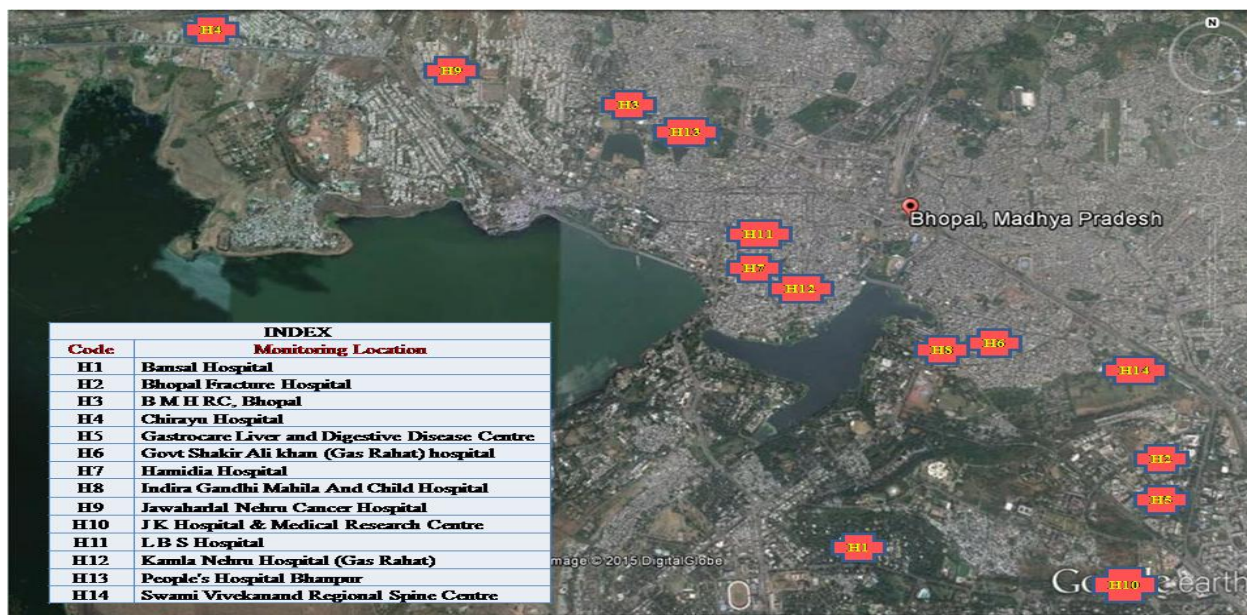 H4
N
H9
H3
H13
Bhopal, Madhya Pradesh
H11
H7
H12
H8
H6
H14
H2
H5
H1
H10
Image © 2015 DigitalGlobe
Google earth
INDEX
Code Monitoring Location
H1 Bansal Hospital
H2 Bhopal Fracture Hospital
H3 B M H RC, Bhopal
H4 Chirayu Hospital
H5 Gastrocare Liver and Digestive Disease Centre
H6 Govt Shakir Ali khan (Gas Rahat) hospital
H7 Hamidia Hospital
H8 Indira Gandhi Mahila And Child Hospital
H9 Jawaharlal Nehru Cancer Hospital
H10 J K Hospital & Medical Research Centre
H11 L B S Hospital
H12 Kamla Nehru Hospital (Gas Rahat)
H13 People's Hospital Bhanpur
H14 Swami Vivekanand Regional Spine Centre